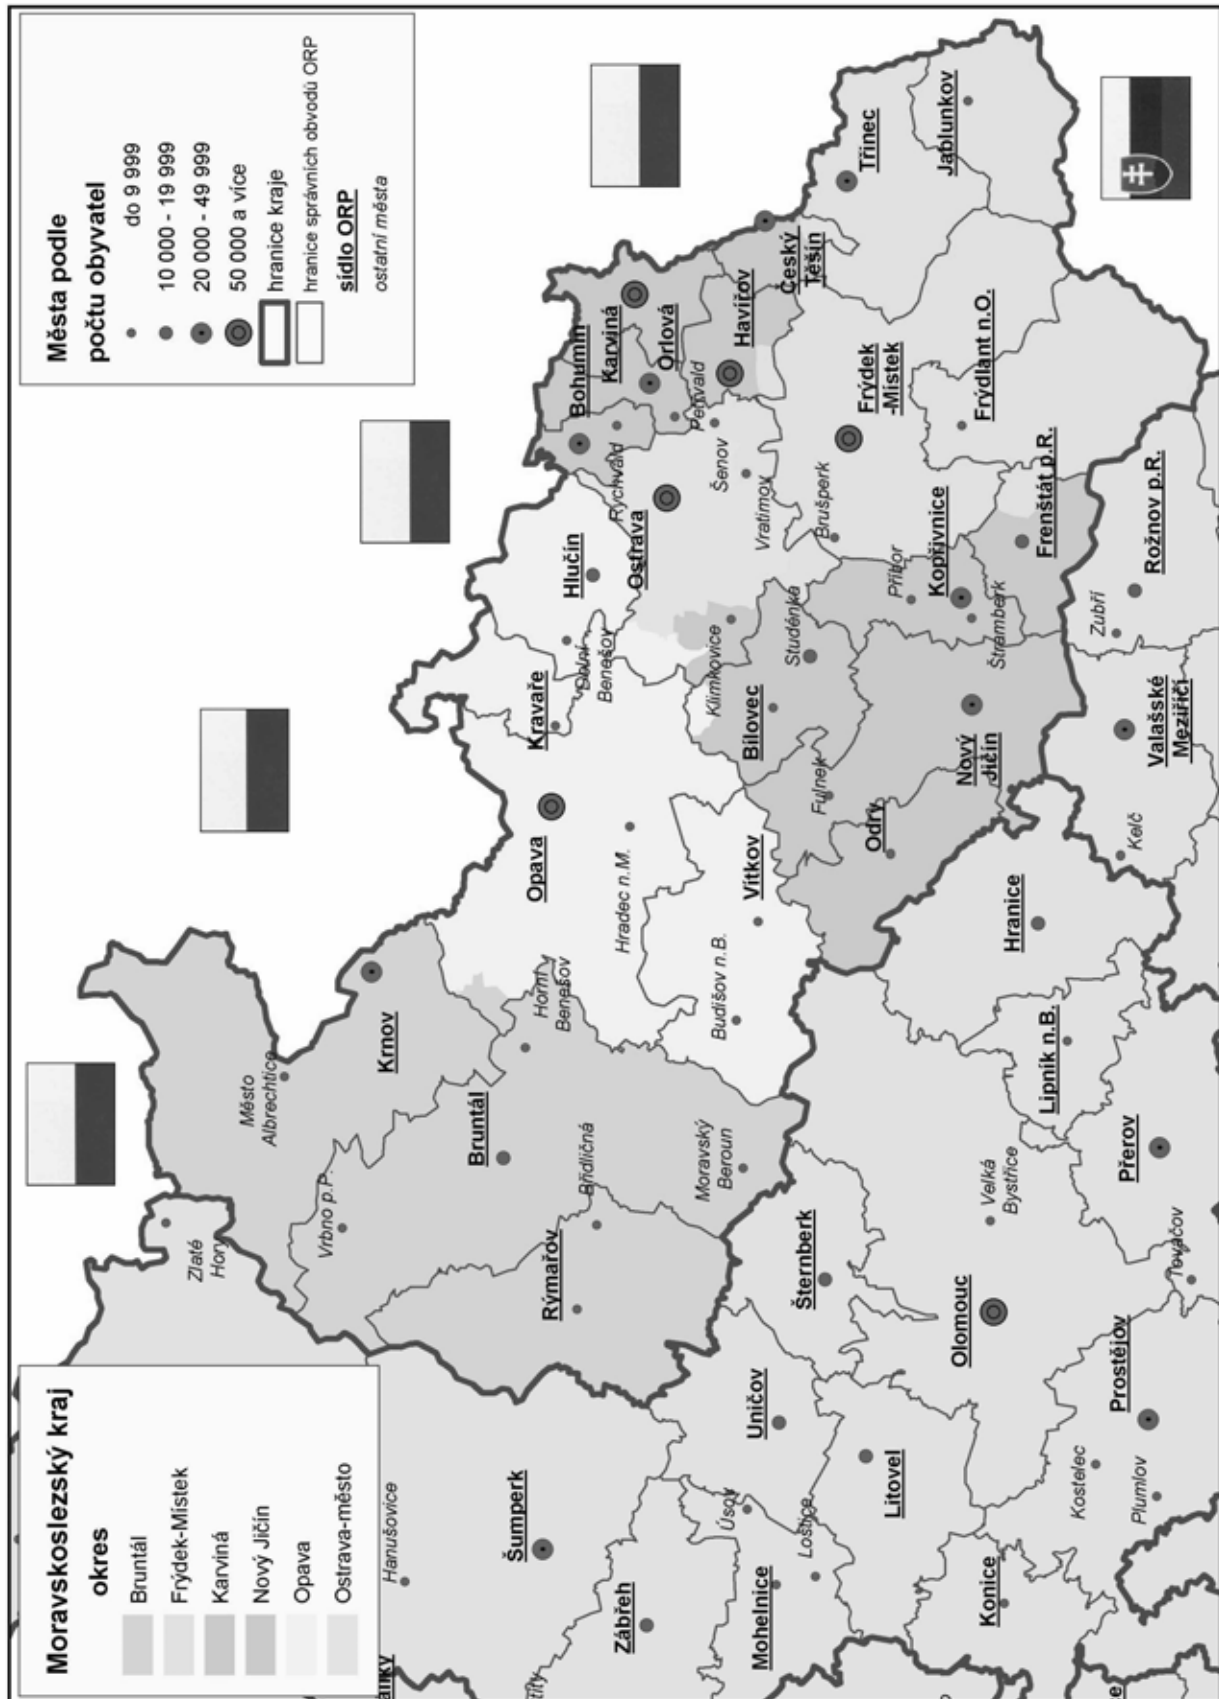 Moravskoslezský kraj
okres
Bruntál
Frýdek-Místek
Karviná
Nový Jičín
Opava
Ostrava-město
Města podle
počtu obyvatel
do 9 999
10 000 - 19 999
20 000 - 49 999
50 000 a více
hranice kraje
hranice správních obvodů ORP
sídlo ORP
ostatní města
Zlaté
Hory
Město
Albrechtice
Krnov
Vrbno p.P.
Hanušovice
Bruntál
Horní
Benešov
Opava
Kravaře
Dolní
Benešov
Hlučín
Bohumín
Karviná
Rychvald
Orlová
Petřvald
Ostrava
Šenov
Havířov
Český
Těšín
Třinec
Jablunkov
Šumperk
Rýmařov
Břidličná
Hradec n.M.
Moravský
Beroun
Budišov n.B.
Vítkov
Klimkovice
Bílovec
Studénka
Vratimov
Brušperk
Frýdek
-Místek
Frýdlant n.O.
Zábřeh
Úsov
Uničov
Šternberk
Fulnek
Odry
Příbor
Kopřivnice
Štramberk
Nový
Jičín
Frenštát p.R.
Mohelnice
Loštice
Litovel
Olomouc
Velká
Bystřice
Lipník n.B.
Hranice
Kelč
Valašské
Meziříčí
Zubří
Rožnov p.R.
Konice
Kostelec
Plumlov
Prostějov
Tovačov
Přerov
anky
tity
e